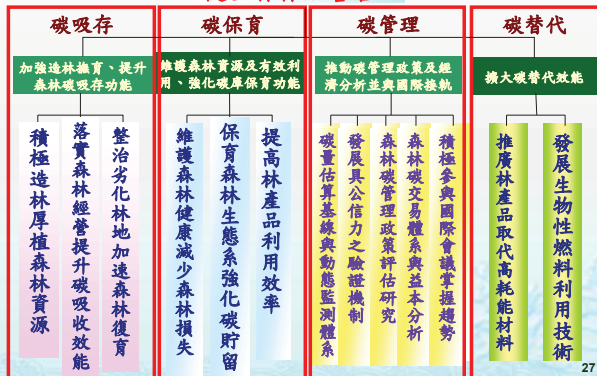 碳吸存
加強造林撫育、提升
森林碳吸存功能
積極造林厚植森林資源
落實森林經營提升碳吸收效能
整治劣化林地加速森林復育
碳保育
維護森林資源及有效利
用、強化碳庫保育功能
維護森林健康減少森林損失
保育森林生態系強化碳貯留
提高林產品利用效率
碳管理
推動碳管理政策及經
濟分析並與國際接軌
碳量估算基線與動態監測體系
發展具公信力之驗證機制
森林碳管理政策評估研究
森林碳交易體系與益本分析
積極參與國際會議掌握趨勢
碳替代
擴大碳替代效能
推廣林產品取代高耗能材料
發展生物性燃料利用技術
27